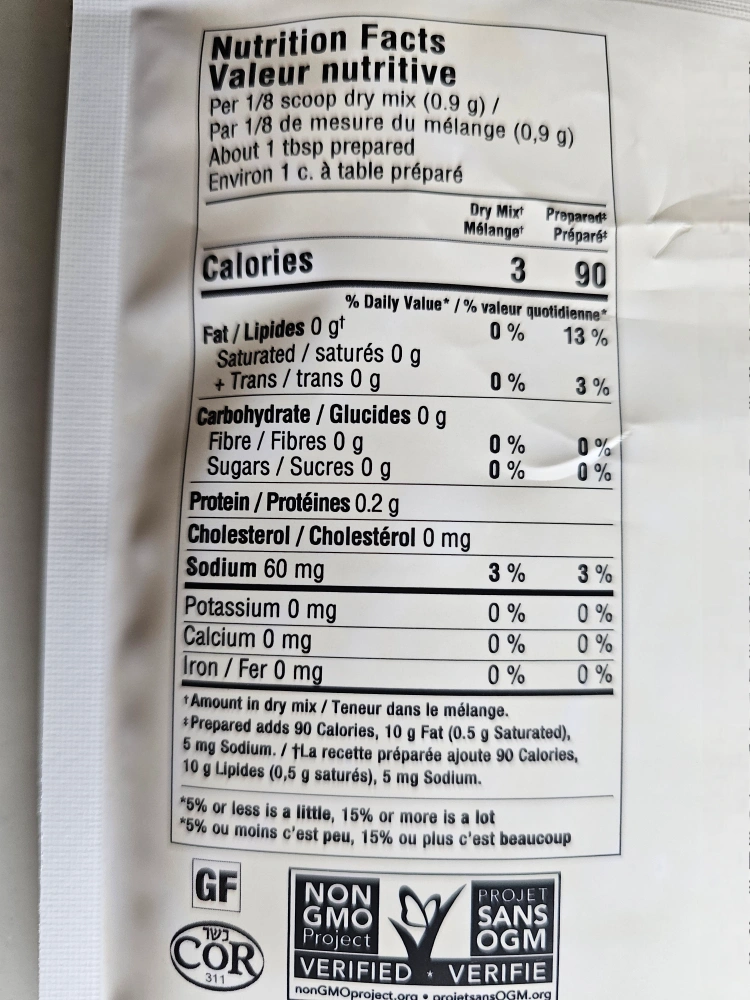 Nutrition Facts
Valeur nutritive
Per 1/8 scoop dry mix (0.9 g) /
Par 1/8 de mesure du mélange (0,9 g)
About 1 tbsp prepared
Environ 1 c. à table préparé
Dry Mix† Prepared‡
Mélange† Préparé‡
Calories 3 90
% Daily Value* / % valeur quotidienne*
Fat / Lipides 0 g† 0 % 13 %
Saturated / saturés 0 g
+ Trans / trans 0 g 0 % 3 %
Carbohydrate / Glucides 0 g
Fibre / Fibres 0 g 0 % 0 %
Sugars / Sucres 0 g 0 % 0 %
Protein / Protéines 0.2 g
Cholesterol / Cholestérol 0 mg
Sodium 60 mg 3 % 3 %
Potassium 0 mg 0 % 0 %
Calcium 0 mg 0 % 0 %
Iron / Fer 0 mg 0 % 0 %
†Amount in dry mix / Teneur dans le mélange.
‡Prepared adds 90 Calories, 10 g Fat (0.5 g Saturated),
5 mg Sodium. / †La recette préparée ajoute 90 Calories,
10 g Lipides (0,5 g saturés), 5 mg Sodium.
*5% or less is a little, 15% or more is a lot
*5% ou moins c'est peu, 15% ou plus c'est beaucoup
GF
כשר
COR
311
NON
GMO
Project
PROJET
SANS
OGM
VERIFIED • VERIFIÉ
nonGMOproject.org • projetsansOGM.org